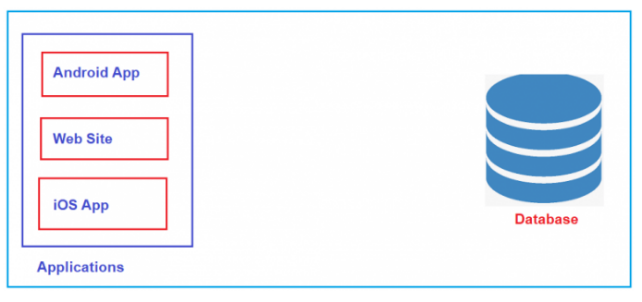 Android App
Web Site
iOS App
Applications
Database